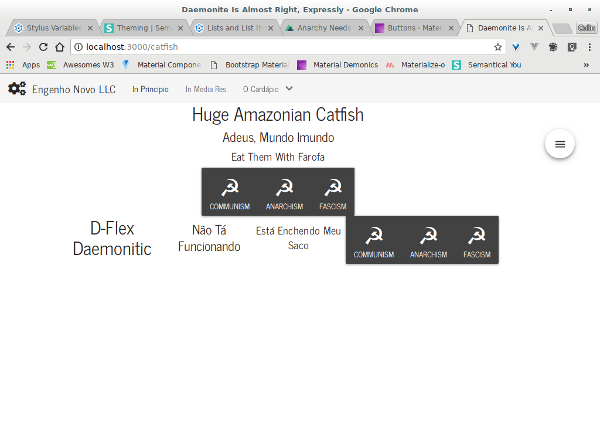 Daemonite Is Almost Right, Expressly - Google Chrome
Stylus Variables
Theming | Sem
Lists and List th
Anarchy Needs
Buttons - Mater
Daemonite Is Al
localhost:3000/catfish
Apps
Awesomes W3
Material Compone
Bootstrap Material
Material Demonics
Materialize-o
Semantical You
Engenho Novo LLC
In Principio
In Media Res
O Cardápio
Huge Amazonian Catfish
Adeus, Mundo Imundo
Eat Them With Farofa
COMMUNISM
ANARCHISM
FASCISM
D-Flex
Daemonitic
Não Tá
Funcionando
Está Enchendo Meu
Saco
COMMUNISM
ANARCHISM
FASCISM